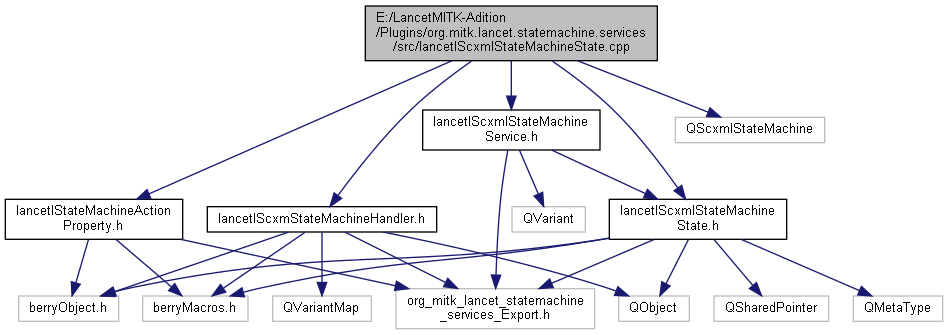 E:/LancetMITK-Adition
/Plugins/org.mitk.lancet.statemachine.services
/src/lancetIScxmlStateMachineState.cpp
lancetIScxmlStateMachine
Service.h
QScxmlStateMachine
lancetIStateMachineAction
Property.h
lancetIScxmStateMachineHandler.h
QVariant
lancetIScxmlStateMachine
State.h
berryObject.h
berryMacros.h
QVariantMap
org_mitk_lancet_statemachine
_services_Export.h
QObject
QSharedPointer
QMetaType